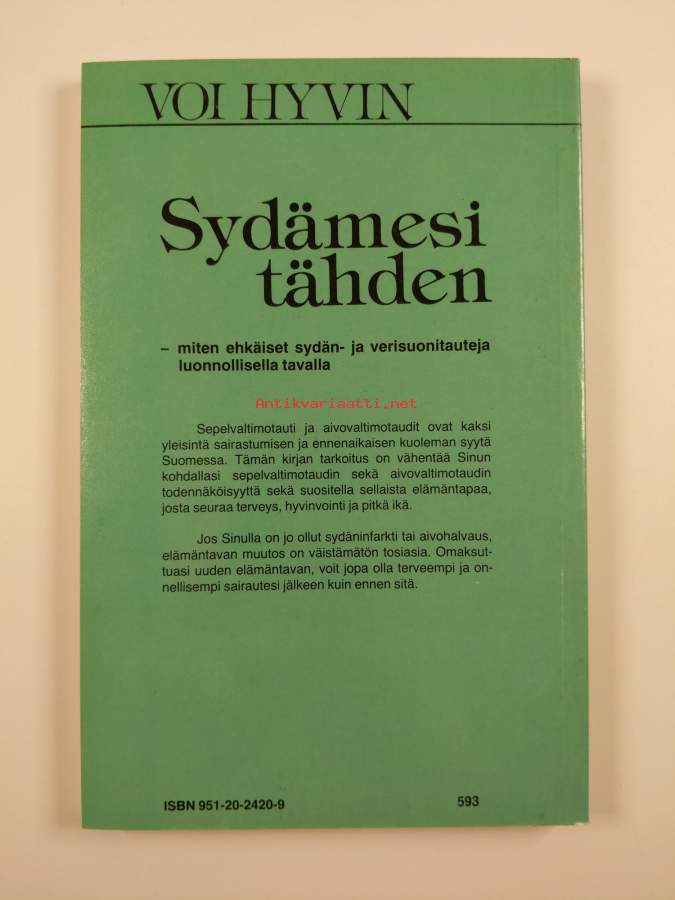 VOI HYVIN
Sydämesi
tähden
– miten ehkäiset sydän- ja verisuonitauteja
luonnollisella tavalla
Antikvariaatti.net
Sepelvaltimotauti ja aivovaltimotaudit ovat kaksi
yleisintä sairastumisen ja ennenaikaisen kuoleman syytä
Suomessa. Tämän kirjan tarkoitus on vähentää Sinun
kohdallasi sepelvaltimotaudin sekä aivovaltimotaudin
todennäköisyyttä sekä suositella sellaista elämäntapaa,
josta seuraa terveys, hyvinvointi ja pitkä ikä.
Jos Sinulla on jo ollut sydäninfarkti tai aivohalvaus,
elämäntavan muutos on väistämätön tosiasia. Omaksut-
tuasi uuden elämäntavan, voit jopa olla terveempi ja on-
nellisempi sairautesi jälkeen kuin ennen sitä.
ISBN 951-20-2420-9
593